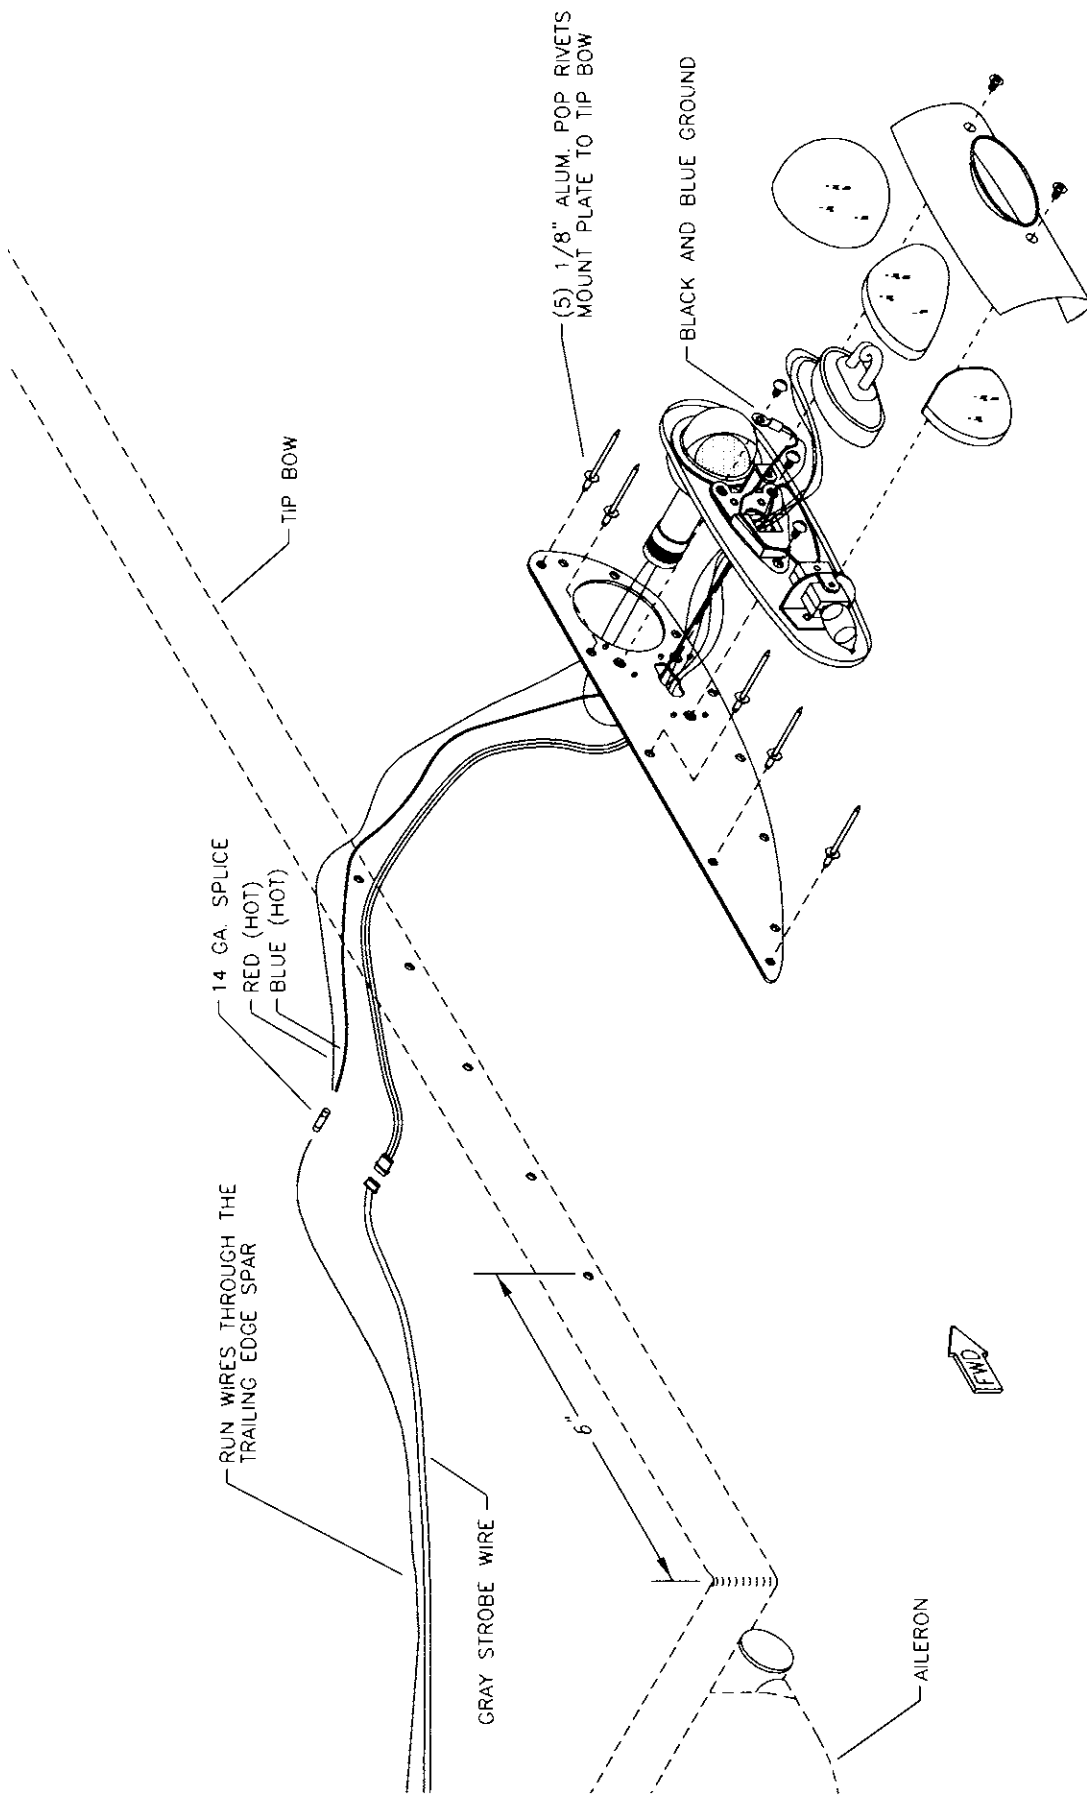 (5) 1/8" ALUM. POP RIVETS
MOUNT PLATE TO TIP BOW
BLACK AND BLUE GROUND
TIP BOW
14 GA. SPLICE
RED (HOT)
BLUE (HOT)
RUN WIRES THROUGH THE
TRAILING EDGE SPAR
GRAY STROBE WIRE
6"
FWD
AILERON